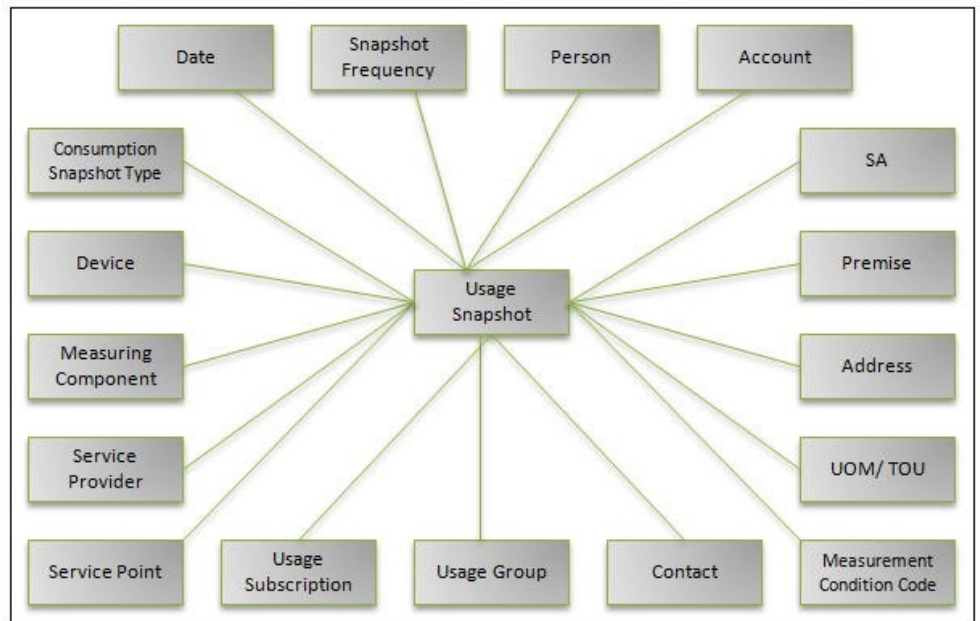 Date
Snapshot
Frequency
Person
Account
Consumption
Snapshot Type
SA
Device
Usage
Snapshot
Premise
Measuring
Component
Address
Service
Provider
UOM/ TOU
Service Point
Usage
Subscription
Usage Group
Contact
Measurement
Condition Code